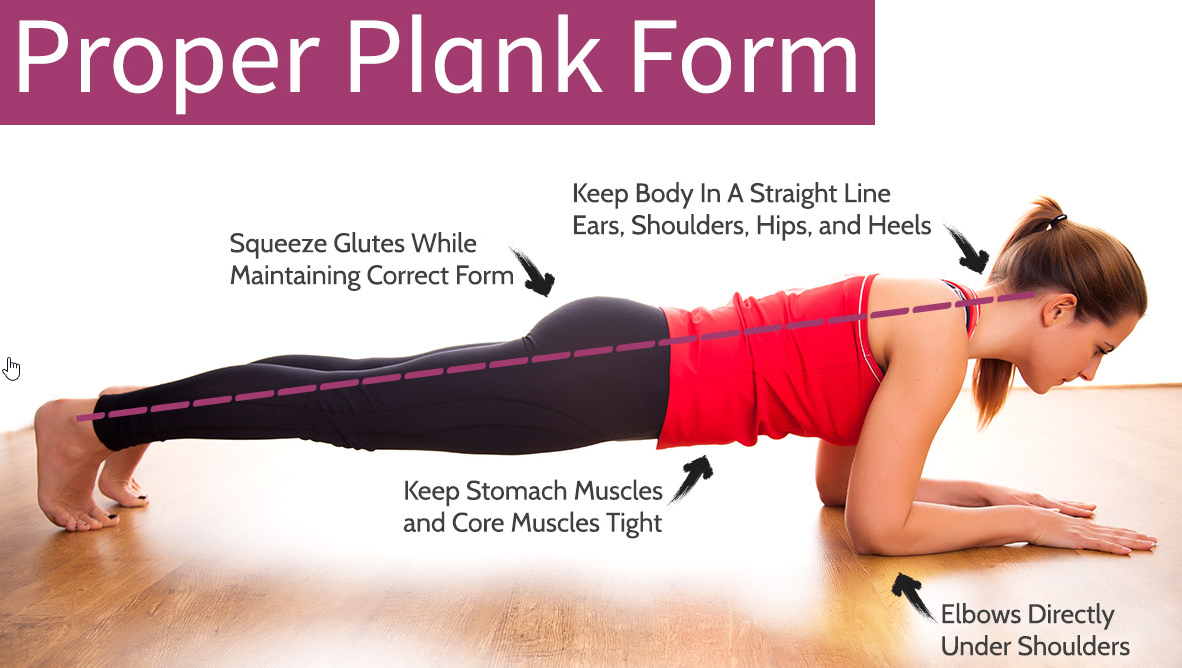 Proper Plank Form
Keep Body In A Straight Line
Ears, Shoulders, Hips, and Heels
Squeeze Glutes While
Maintaining Correct Form
Keep Stomach Muscles
and Core Muscles Tight
Elbows Directly
Under Shoulders